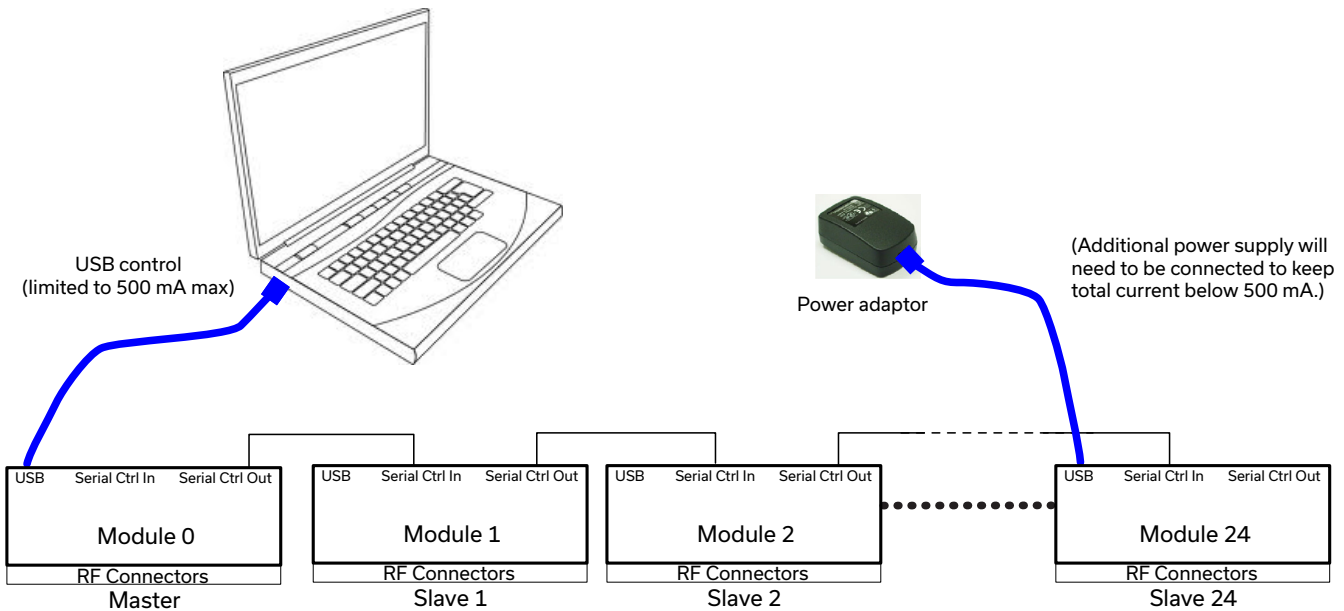 USB control
(limited to 500 mA max)
Power adaptor
(Additional power supply will
need to be connected to keep
total current below 500 mA.)
USB Serial Ctrl In Serial Ctrl Out
Module 0
RF Connectors
Master
USB Serial Ctrl In Serial Ctrl Out
Module 1
RF Connectors
Slave 1
USB Serial Ctrl In Serial Ctrl Out
Module 2
RF Connectors
Slave 2
USB Serial Ctrl In Serial Ctrl Out
Module 24
RF Connectors
Slave 24